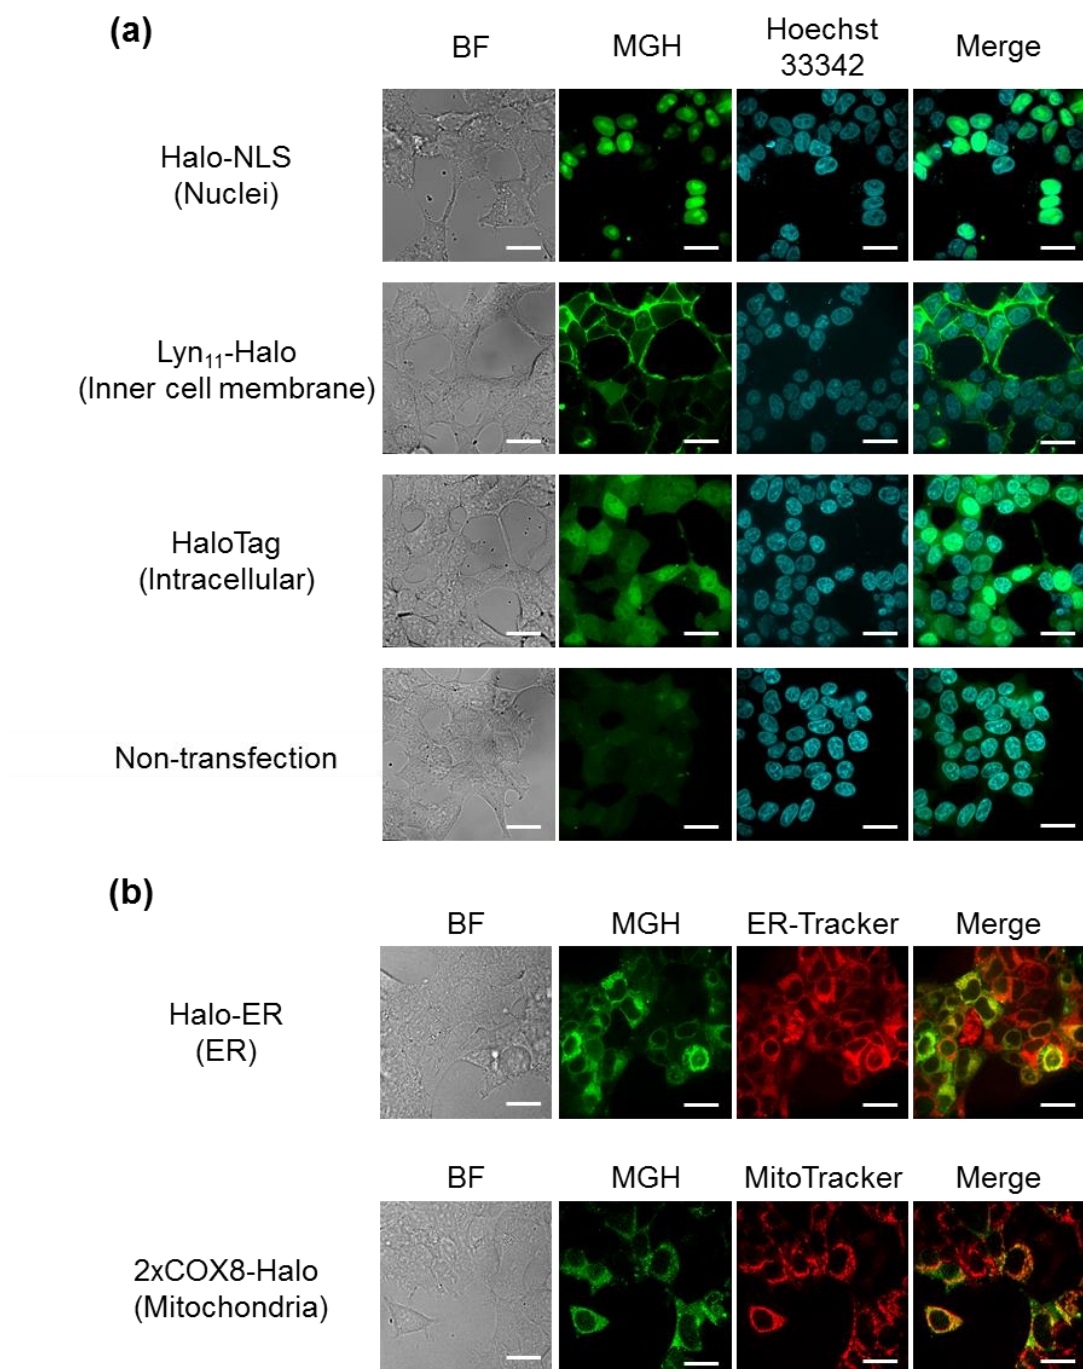 (a)
BF MGH Hoechst
33342 Merge
Halo-NLS
(Nuclei)
Lyn₁₁-Halo
(Inner cell membrane)
HaloTag
(Intracellular)
Non-transfection
(b)
BF MGH ER-Tracker Merge
Halo-ER
(ER)
BF MGH MitoTracker Merge
2xCOX8-Halo
(Mitochondria)